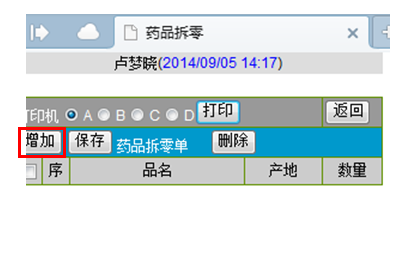 药品拆零
卢梦晓(2014/09/05 14:17)
打印机 A B C D 打印 返回
增加 保存 药品拆零单 删除
序 品名 产地 数量